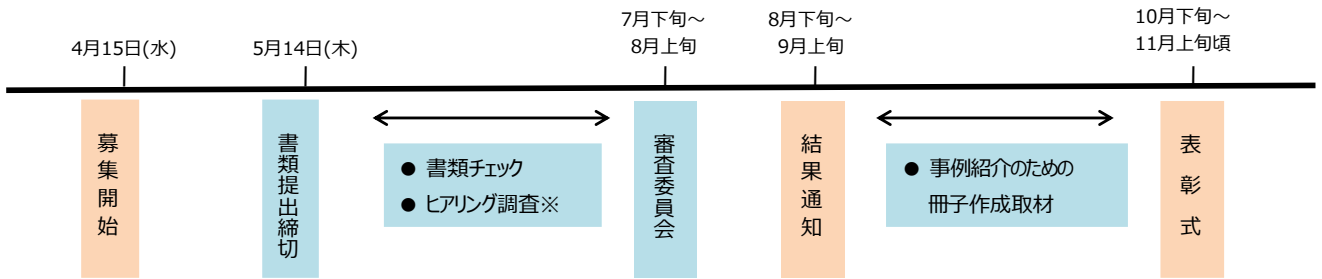 4月15日(水)
5月14日(木)
7月下旬～
8月上旬
8月下旬～
9月上旬
10月下旬～
11月上旬頃
募集開始
書類提出締切
● 書類チェック
● ヒアリング調査※
審査委員会
結果通知
● 事例紹介のための
冊子作成取材
表彰式